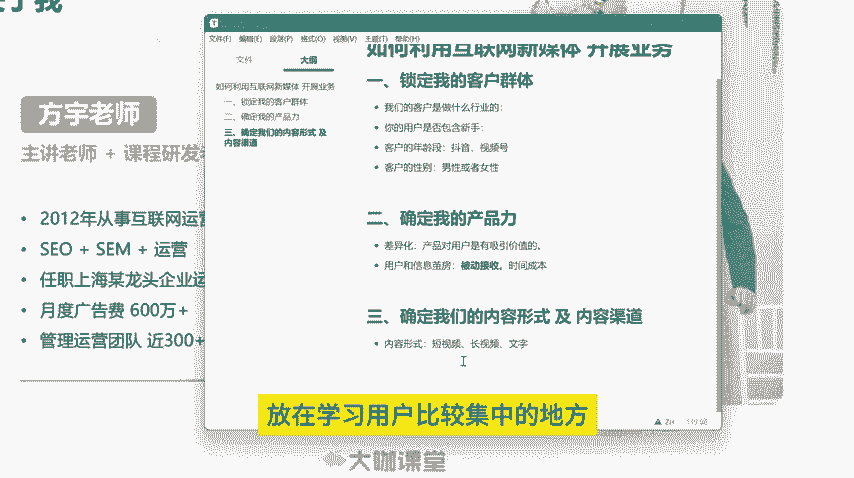 方宇老师
主讲老师 + 课程研发
2012年从事互联网运营
SEO + SEM + 运营
任职上海某龙头企业运
月度广告费 600万+
管理运营团队 近300+
文件(F) 编辑(E) 段落(P) 格式(O) 视图(V) 主题(T) 帮助(H)
文件 大纲
如何利用互联网新媒体 开展业务
一、锁定我的客户群体
二、确定我的产品力
三、确定我们的内容形式 及
内容渠道
如何利用互联网新媒体 开展业务
一、锁定我的客户群体
我们的客户是做什么行业的:
你的用户是否包含新手:
客户的年龄段: 抖音、视频号
客户的性别: 男性或者女性
二、确定我的产品力
差异化: 产品对用户是有吸引价值的。
用户和信息茧房: 被动接收。时间成本
三、确定我们的内容形式 及 内容渠道
内容形式: 短视频、长视频、文字
放在学习用户比较集中的地方
大咖课堂